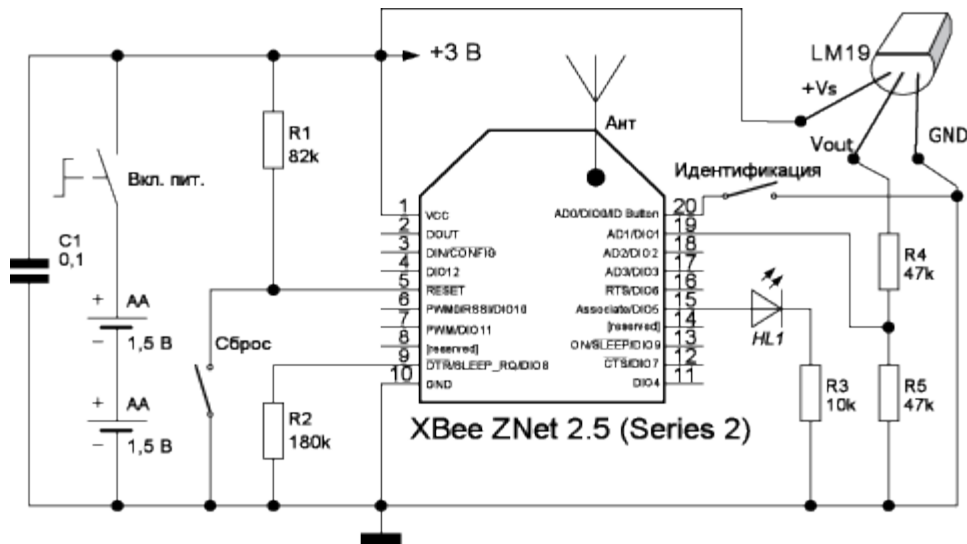 +3 В
LM19
+Vs
Vout
GND
Ант
R1
82k
Вкл. пит.
Идентификация
C1
0,1
1
VCC
2
DOUT
3
DIN/CONFIG
4
DIO12
5
RESET
6
PWM0/RSSI/DIO10
7
PWM/DIO11
8
[reserved]
9
DTR/SLEEP_RQ/DIO8
10
GND
AD0/DIO0/ID Button
20
AD1/DIO1
19
AD2/DIO2
18
AD3/DIO3
17
RTS/DIO6
16
Associate/DIO5
15
[reserved]
14
ON/SLEEP/DIO9
13
CTS/DIO7
12
DIO4
11
R4
47k
+ AA
– 1,5 В
Сброс
HL1
+ AA
– 1,5 В
R2
180k
R3
10k
R5
47k
XBee ZNet 2.5 (Series 2)